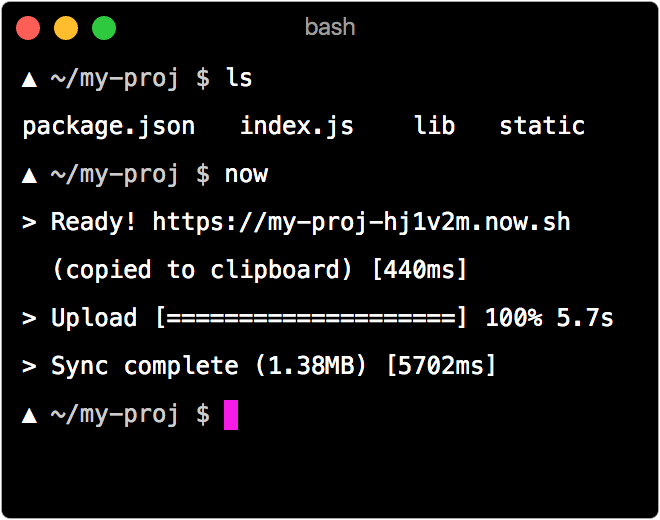 bash
▲ ~/my-proj $ ls
package.json   index.js    lib   static
▲ ~/my-proj $ now
> Ready! https://my-proj-hj1v2m.now.sh
  (copied to clipboard) [440ms]
> Upload [====================] 100% 5.7s
> Sync complete (1.38MB) [5702ms]
▲ ~/my-proj $